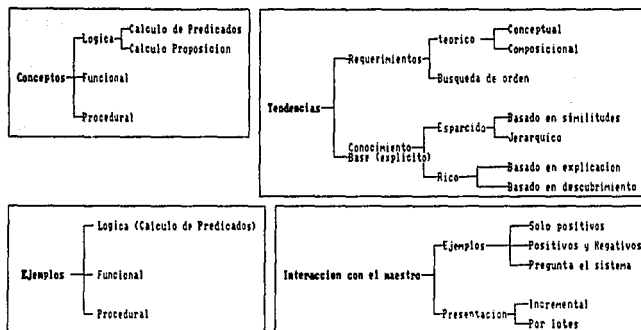 Conceptos
Logica
Calculo de Predicados
Calculo Proposicion
Funcional
Procedural
Tendencias
Requerimientos
teorico
Conceptual
Composicional
Busqueda de orden
Conocimiento
Base (explicito)
Esparcido
Basado en similitudes
Jerarquico
Rico
Basado en explicacion
Basado en descubrimiento
Ejemplos
Logica (Calculo de Predicados)
Funcional
Procedural
Interaccion con el maestro
Ejemplos
Solo positivos
Positivos y Negativos
Pregunta el sistema
Presentacion
Incremental
Por lotes